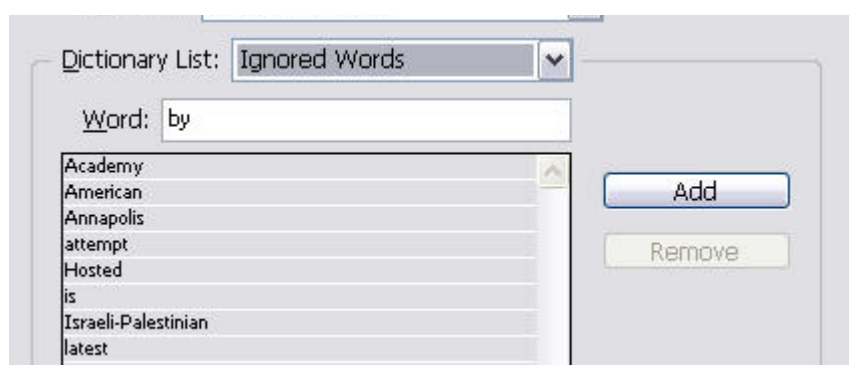 Dictionary List: Ignored Words
Word: by
Academy
American
Annapolis
attempt
Hosted
is
Israeli-Palestinian
latest
Add
Remove